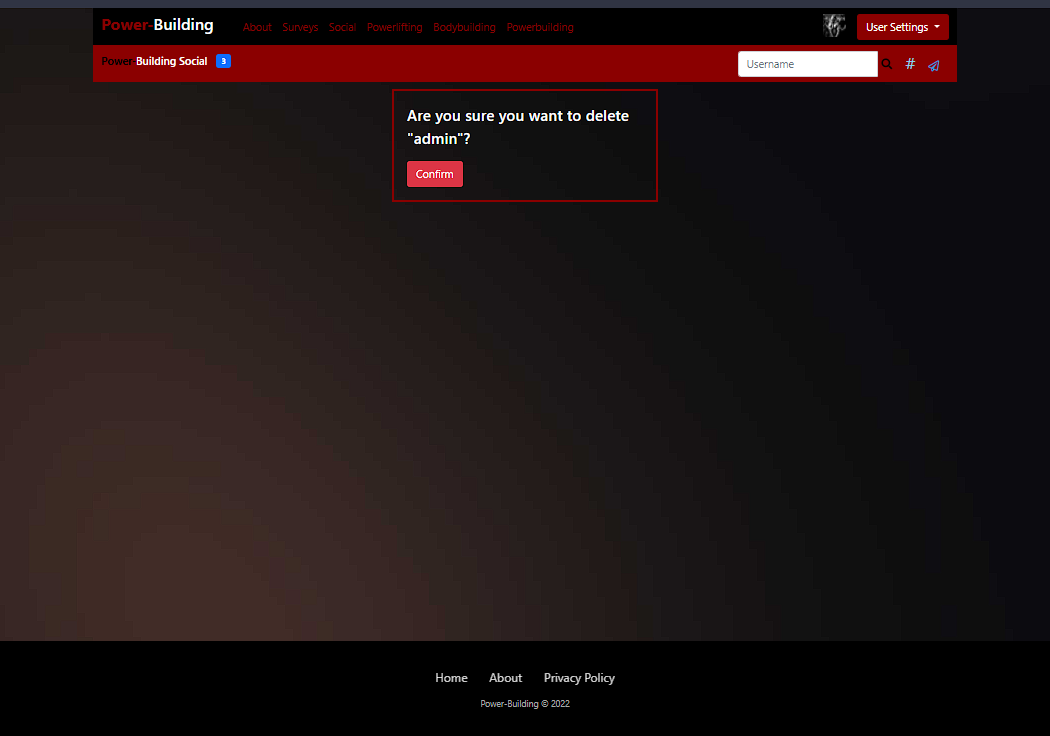 Power-Building About Surveys Social Powerlifting Bodybuilding Powerbuilding User Settings
Power-Building Social 3 Username #
Are you sure you want to delete
"admin"?
Confirm
Home About Privacy Policy
Power-Building © 2022